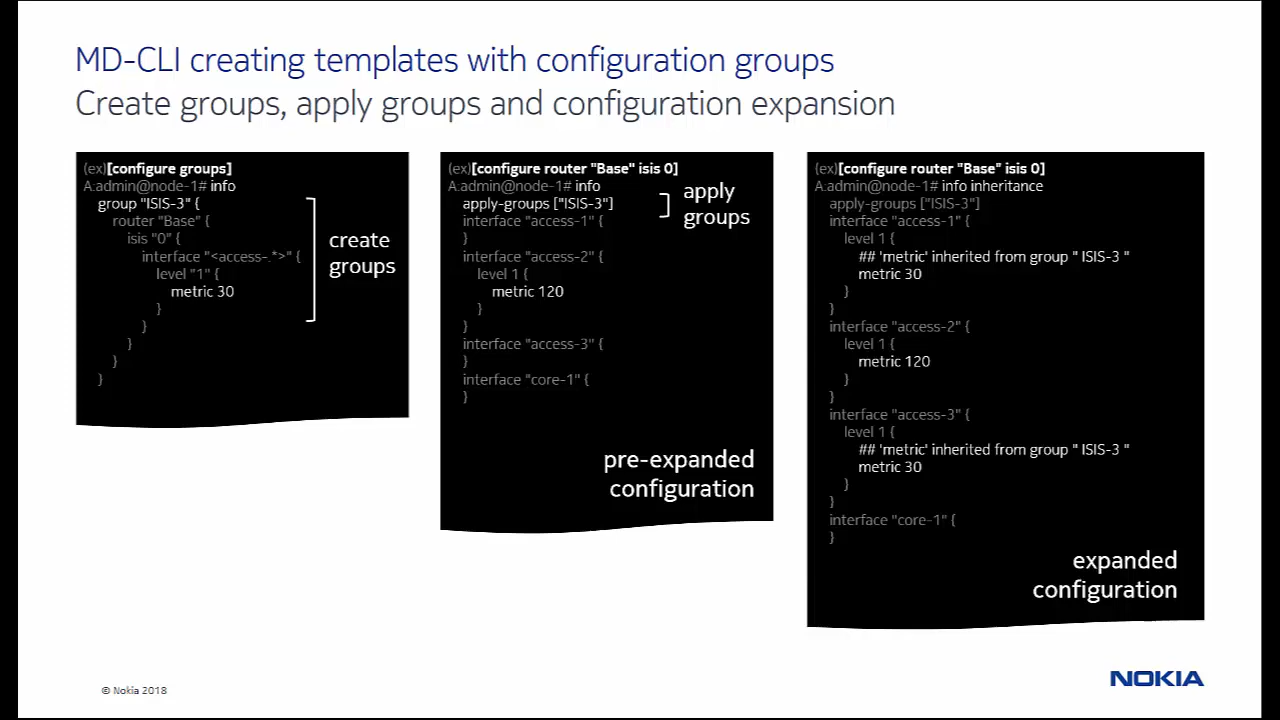 MD-CLI creating templates with configuration groups
Create groups, apply groups and configuration expansion
(ex)[configure groups]
A:admin@node-1# info
group "ISIS-3" {
router "Base" {
isis "0" {
interface "<access-.*>" {
level "1" {
metric 30
}
}
}
}
}
create
groups
(ex)[configure router "Base" isis 0]
A:admin@node-1# info
apply-groups ["ISIS-3"]
interface "access-1" {
}
interface "access-2" {
level 1 {
metric 120
}
}
interface "access-3" {
}
interface "core-1" {
}
apply
groups
pre-expanded
configuration
(ex)[configure router "Base" isis 0]
A:admin@node-1# info inheritance
apply-groups ["ISIS-3"]
interface "access-1" {
level 1 {
## 'metric' inherited from group " ISIS-3 "
metric 30
}
}
interface "access-2" {
level 1 {
metric 120
}
}
interface "access-3" {
level 1 {
## 'metric' inherited from group " ISIS-3 "
metric 30
}
}
interface "core-1" {
}
expanded
configuration
© Nokia 2018
NOKIA